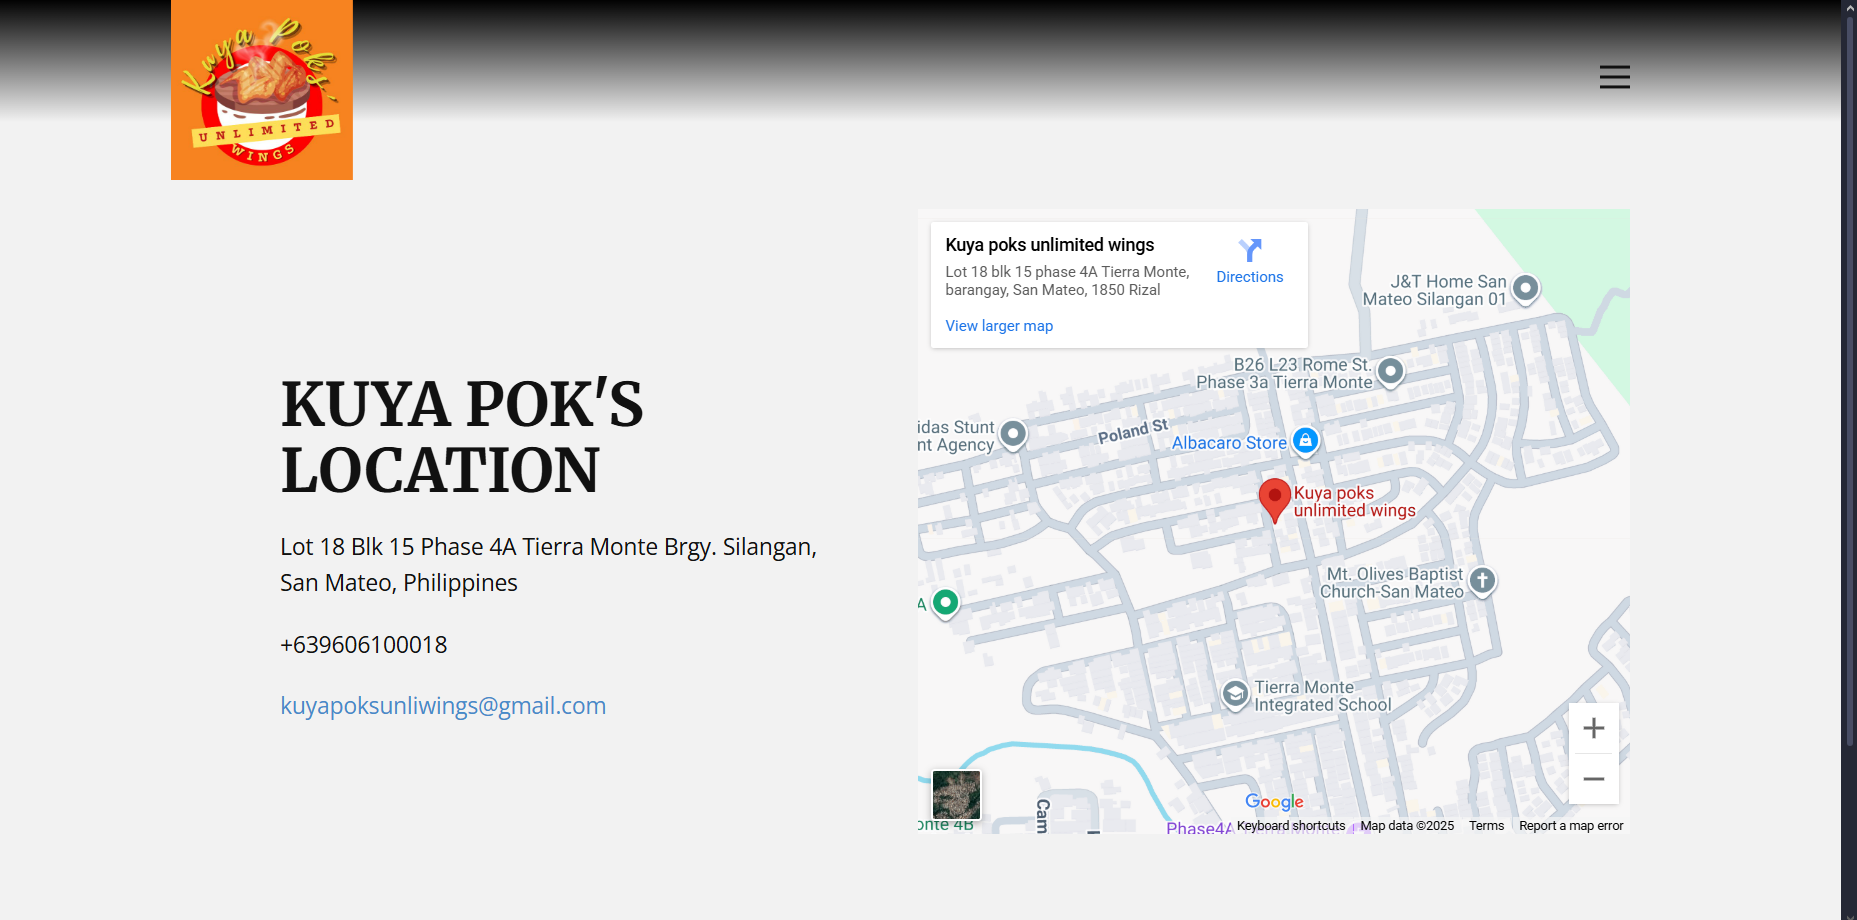 Kuya Poks'
UNLIMITED
WINGS
KUYA POK'S
LOCATION
Lot 18 Blk 15 Phase 4A Tierra Monte Brgy. Silangan,
San Mateo, Philippines
+639606100018
kuyapoksunliwings@gmail.com
Kuya poks unlimited wings
Lot 18 blk 15 phase 4A Tierra Monte,
barangay, San Mateo, 1850 Rizal
Directions
View larger map
J&T Home San
Mateo Silangan 01
B26 L23 Rome St.
Phase 3a Tierra Monte
idas Stunt
nt Agency
Poland St
Albacaro Store
Kuya poks
unlimited wings
Mt. Olives Baptist
Church-San Mateo
A
Tierra Monte
Integrated School
Cam
onte 4B
Google
Phase4A Tierra Monte
Keyboard shortcuts
Map data ©2025
Terms
Report a map error